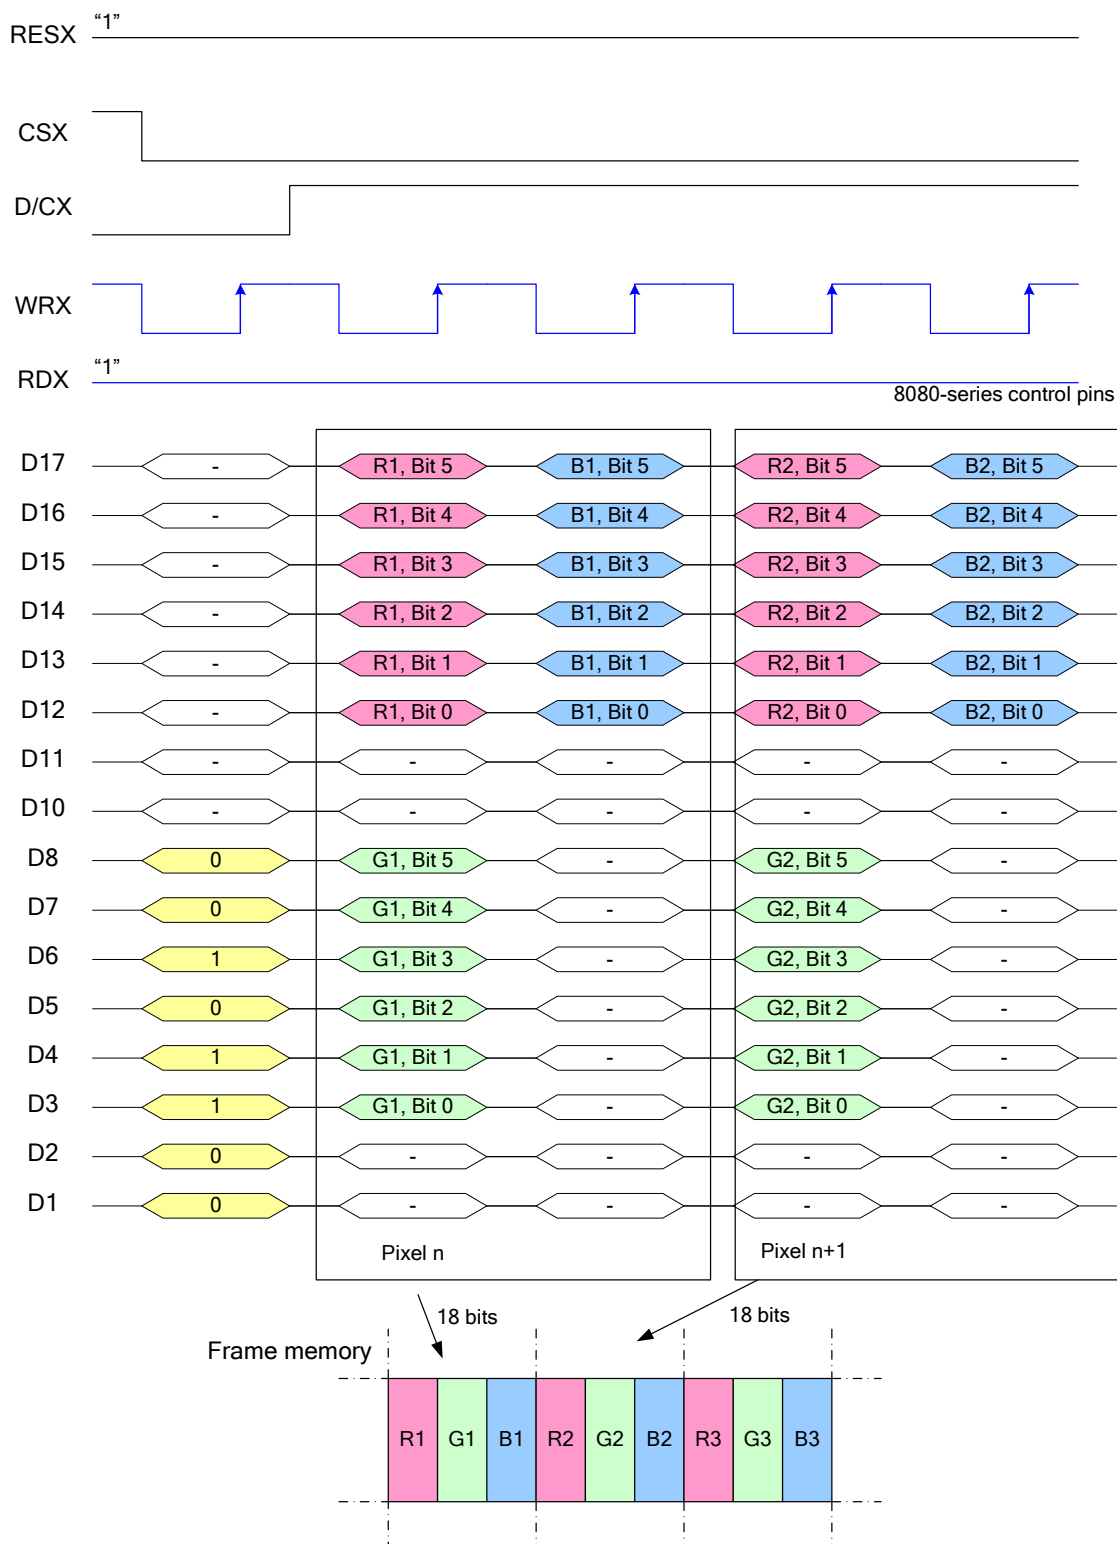 RESX “1”
CSX
D/CX
WRX
RDX “1”
8080-series control pins
D17 - R1, Bit 5 B1, Bit 5 R2, Bit 5 B2, Bit 5
D16 - R1, Bit 4 B1, Bit 4 R2, Bit 4 B2, Bit 4
D15 - R1, Bit 3 B1, Bit 3 R2, Bit 3 B2, Bit 3
D14 - R1, Bit 2 B1, Bit 2 R2, Bit 2 B2, Bit 2
D13 - R1, Bit 1 B1, Bit 1 R2, Bit 1 B2, Bit 1
D12 - R1, Bit 0 B1, Bit 0 R2, Bit 0 B2, Bit 0
D11 - - - - -
D10 - - - - -
D8 0 G1, Bit 5 - G2, Bit 5 -
D7 0 G1, Bit 4 - G2, Bit 4 -
D6 1 G1, Bit 3 - G2, Bit 3 -
D5 0 G1, Bit 2 - G2, Bit 2 -
D4 1 G1, Bit 1 - G2, Bit 1 -
D3 1 G1, Bit 0 - G2, Bit 0 -
D2 0 - - - -
D1 0 - - - -
Pixel n Pixel n+1
18 bits 18 bits
Frame memory
R1 G1 B1 R2 G2 B2 R3 G3 B3